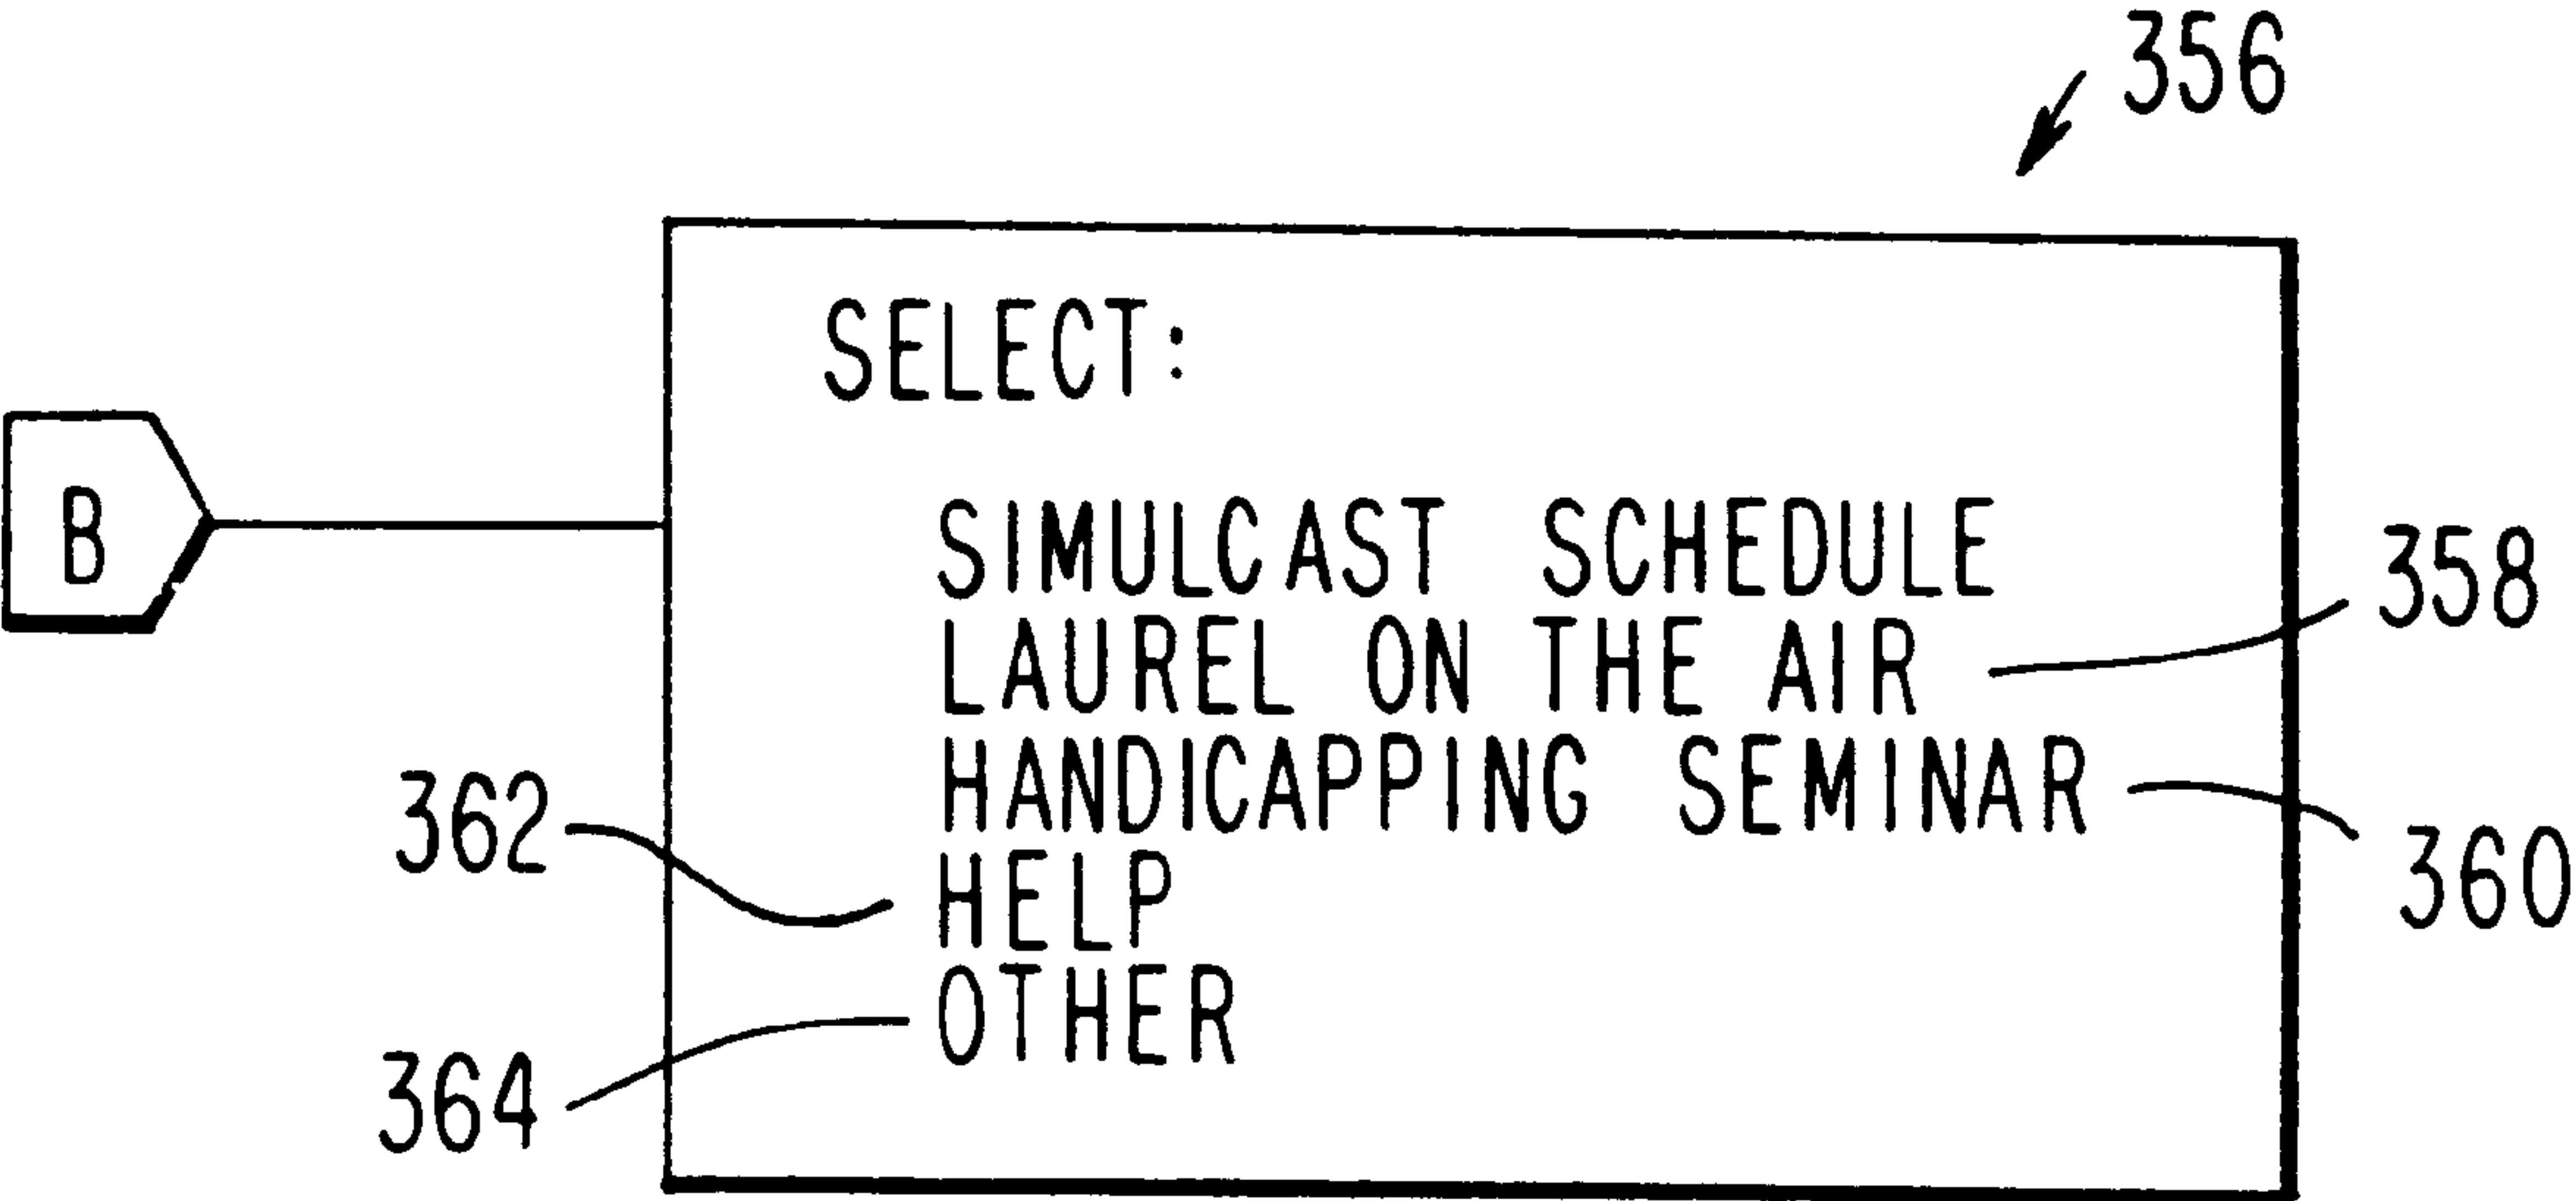 356
SELECT:
B
SIMULCAST SCHEDULE
358
LAUREL ON THE AIR
HANDICAPPING SEMINAR
362
360
HELP
OTHER
364